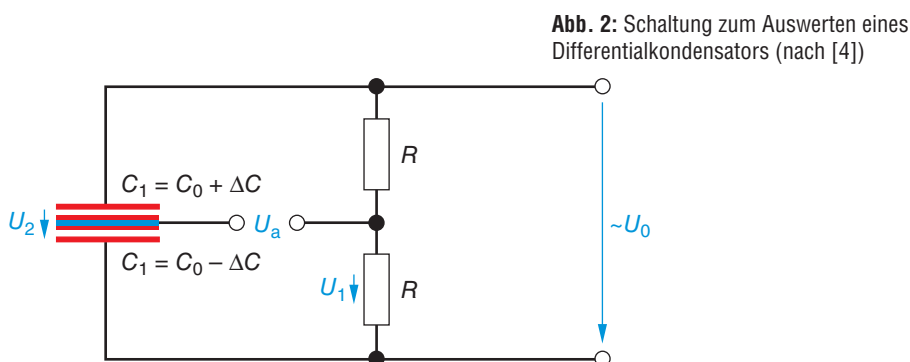 Abb. 2: Schaltung zum Auswerten eines
Differentialkondensators (nach [4])
R
C₁ = C₀ + ΔC
U₂
Uₐ
~U₀
C₁ = C₀ – ΔC
U₁
R